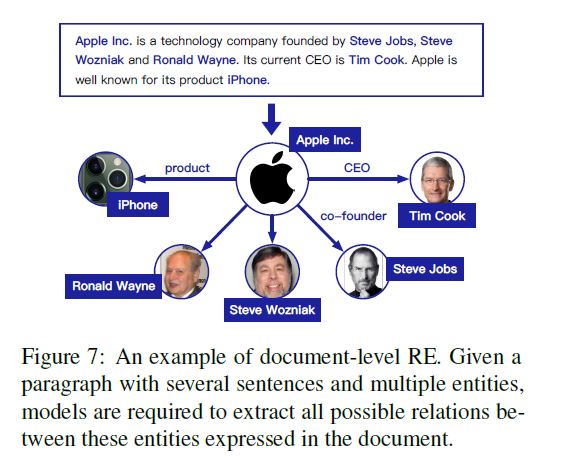 Apple Inc. is a technology company founded by Steve Jobs, Steve
Wozniak and Ronald Wayne. Its current CEO is Tim Cook. Apple is
well known for its product iPhone.
Apple Inc.
product
CEO
iPhone
Tim Cook
co-founder
Steve Jobs
Ronald Wayne
Steve Wozniak
Figure 7: An example of document-level RE. Given a
paragraph with several sentences and multiple entities,
models are required to extract all possible relations be-
tween these entities expressed in the document.